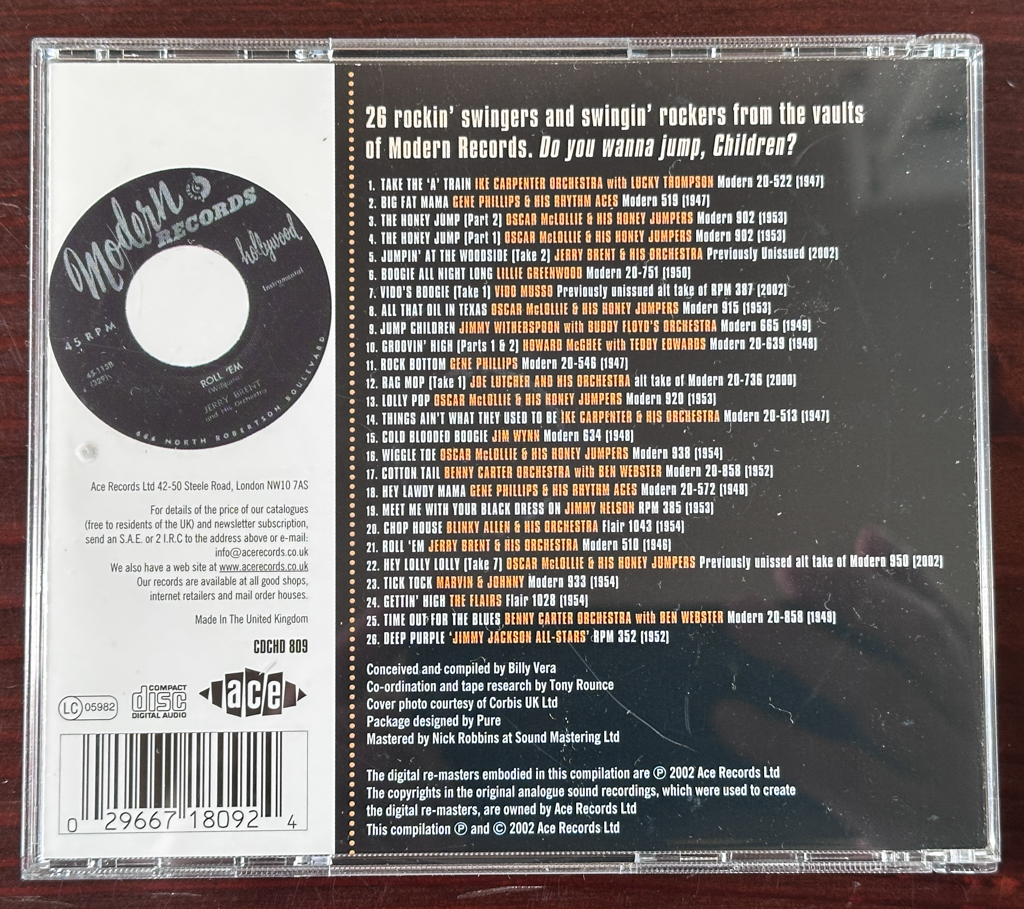 Modern
RECORDS
hollywood
Instrumental
45 RPM
ROLL 'EM
JERRY BRENT
and His Orchestra
686 NORTH ROBERTSON BOULEVARD
Ace Records Ltd 42-50 Steele Road, London NW10 7AS
For details of the price of our catalogues
(free to residents of the UK) and newsletter subscription,
send an S.A.E. or 2 I.R.C to the address above or e-mail:
info@acerecords.co.uk
We also have a web site at www.acerecords.co.uk
Our records are available at all good shops,
internet retailers and mail order houses.
Made in The United Kingdom
CDCHD 809
LC 05982
COMPACT
disc
DIGITAL AUDIO
ace
0 29667 18092 4
26 rockin' swingers and swingin' rockers from the vaults
of Modern Records. Do you wanna jump, Children?
1. TAKE THE 'A' TRAIN IKE CARPENTER ORCHESTRA with LUCKY THOMPSON Modern 20-522 (1947)
2. BIG FAT MAMA GENE PHILLIPS & HIS RHYTHM ACES Modern 519 (1947)
3. THE HONEY JUMP (Part 2) OSCAR McLOLLIE & HIS HONEY JUMPERS Modern 902 (1953)
4. THE HONEY JUMP (Part 1) OSCAR McLOLLIE & HIS HONEY JUMPERS Modern 902 (1953)
5. JUMPIN' AT THE WOODSIDE (Take 2) JERRY BRENT & HIS ORCHESTRA Previously Unissued (2002)
6. BOOGIE ALL NIGHT LONG LILLIE GREENWOOD Modern 20-751 (1950)
7. VIDO'S BOOGIE (Take 1) VIDO MUSSO Previously unissued alt take of RPM 387 (2002)
8. ALL THAT OIL IN TEXAS OSCAR McLOLLIE & HIS HONEY JUMPERS Modern 915 (1953)
9. JUMP CHILDREN JIMMY WITHERSPOON with BUDDY FLOYD'S ORCHESTRA Modern 665 (1949)
10. GROOVIN' HIGH (Parts 1 & 2) HOWARD McGHEE with TEDDY EDWARDS Modern 20-639 (1948)
11. ROCK BOTTOM GENE PHILLIPS Modern 20-546 (1947)
12. RAG MOP (Take 1) JOE LUTCHER AND HIS ORCHESTRA alt take of Modern 20-736 (2000)
13. LOLLY POP OSCAR McLOLLIE & HIS HONEY JUMPERS Modern 920 (1953)
14. THINGS AIN'T WHAT THEY USED TO BE IKE CARPENTER & HIS ORCHESTRA Modern 20-513 (1947)
15. COLD BLOODED BOOGIE JIM WYNN Modern 634 (1948)
16. WIGGLE TOE OSCAR McLOLLIE & HIS HONEY JUMPERS Modern 938 (1954)
17. COTTON TAIL BENNY CARTER ORCHESTRA with BEN WEBSTER Modern 20-858 (1952)
18. HEY LAWDY MAMA GENE PHILLIPS & HIS RHYTHM ACES Modern 20-572 (1948)
19. MEET ME WITH YOUR BLACK DRESS ON JIMMY NELSON RPM 385 (1953)
20. CHOP HOUSE BLINKY ALLEN & HIS ORCHESTRA Flair 1043 (1954)
21. ROLL 'EM JERRY BRENT & HIS ORCHESTRA Modern 510 (1946)
22. HEY LOLLY LOLLY (Take 7) OSCAR McLOLLIE & HIS HONEY JUMPERS Previously unissed alt take of Modern 950 (2002)
23. TICK TOCK MARVIN & JOHNNY Modern 933 (1954)
24. GETTIN' HIGH THE FLAIRS Flair 1028 (1954)
25. TIME OUT FOR THE BLUES BENNY CARTER ORCHESTRA with BEN WEBSTER Modern 20-858 (1949)
26. DEEP PURPLE 'JIMMY JACKSON ALL-STARS' RPM 352 (1952)
Conceived and compiled by Billy Vera
Co-ordination and tape research by Tony Rounce
Cover photo courtesy of Corbis UK Ltd
Package designed by Pure
Mastered by Nick Robbins at Sound Mastering Ltd
The digital re-masters embodied in this compilation are ℗ 2002 Ace Records Ltd
The copyrights in the original analogue sound recordings, which were used to create
the digital re-masters, are owned by Ace Records Ltd
This compilation ℗ and © 2002 Ace Records Ltd